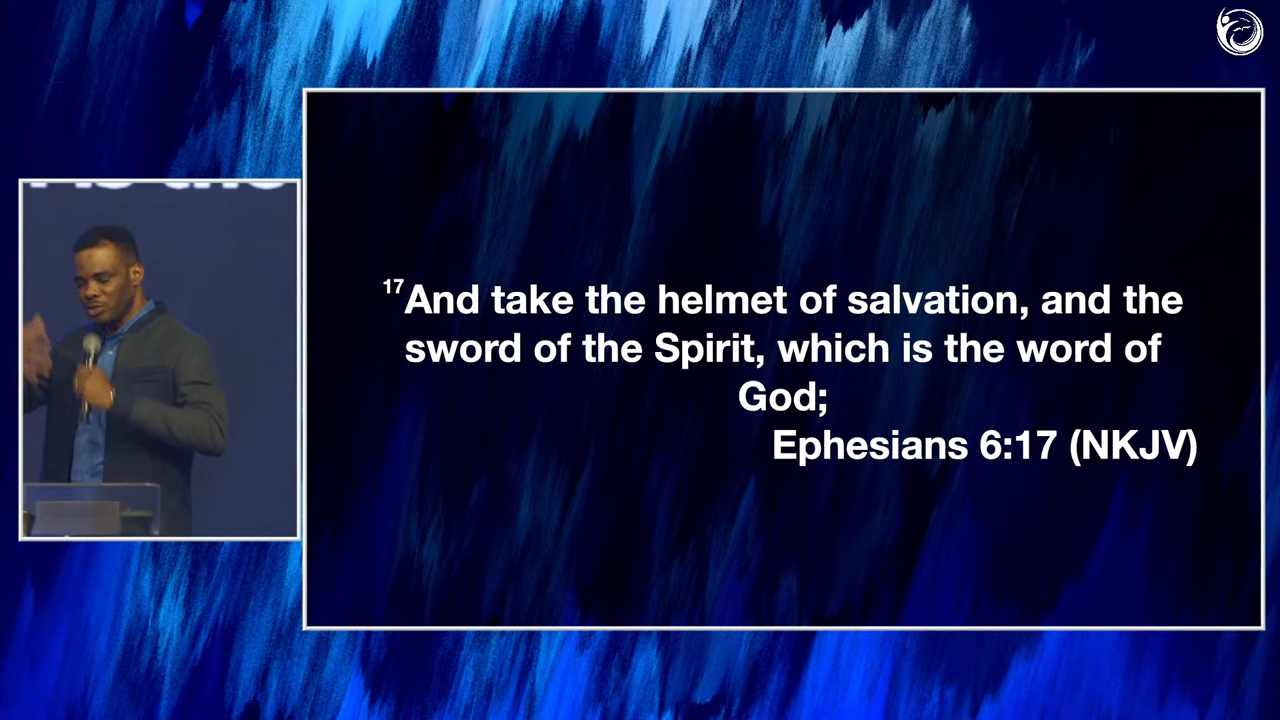 17And take the helmet of salvation, and the
sword of the Spirit, which is the word of
God;
Ephesians 6:17 (NKJV)